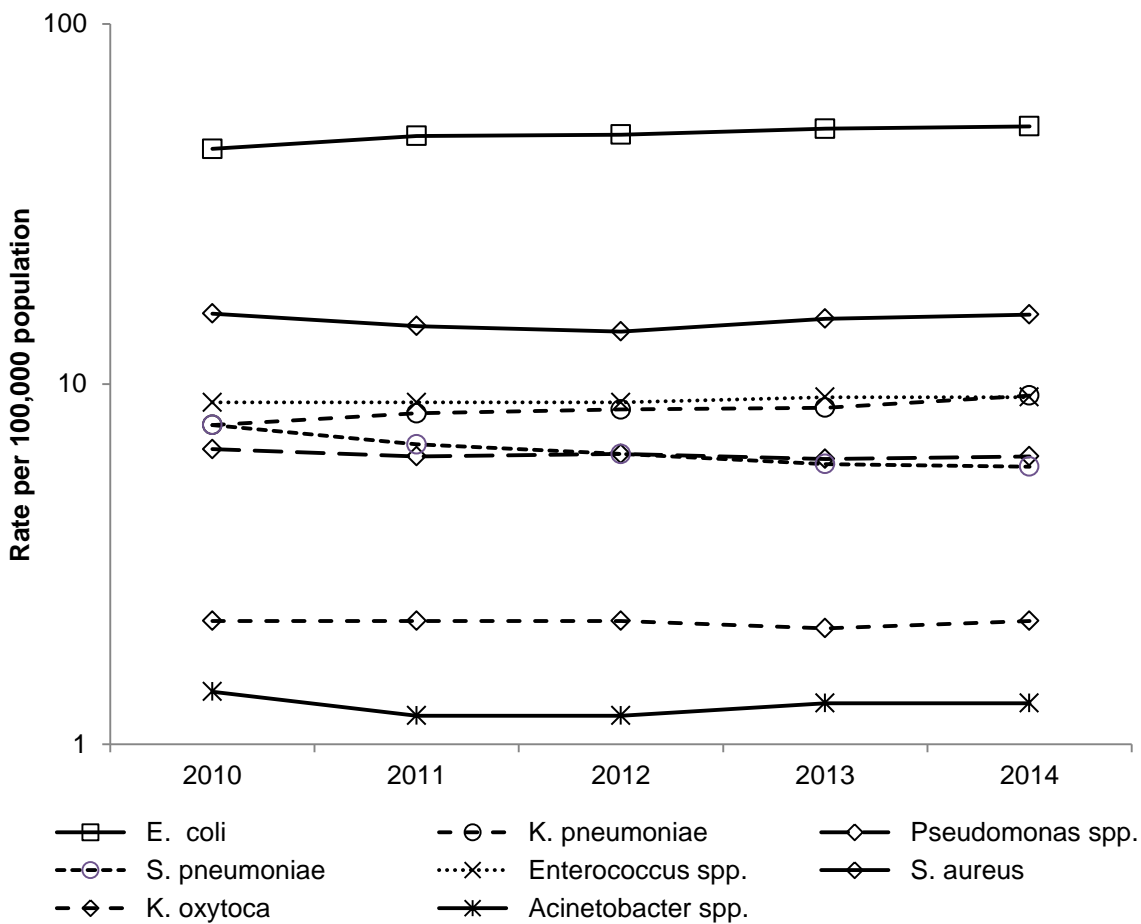 100
10
1
Rate per 100,000 population
2010 2011 2012 2013 2014
E. coli K. pneumoniae Pseudomonas spp.
S. pneumoniae Enterococcus spp. S. aureus
K. oxytoca Acinetobacter spp.